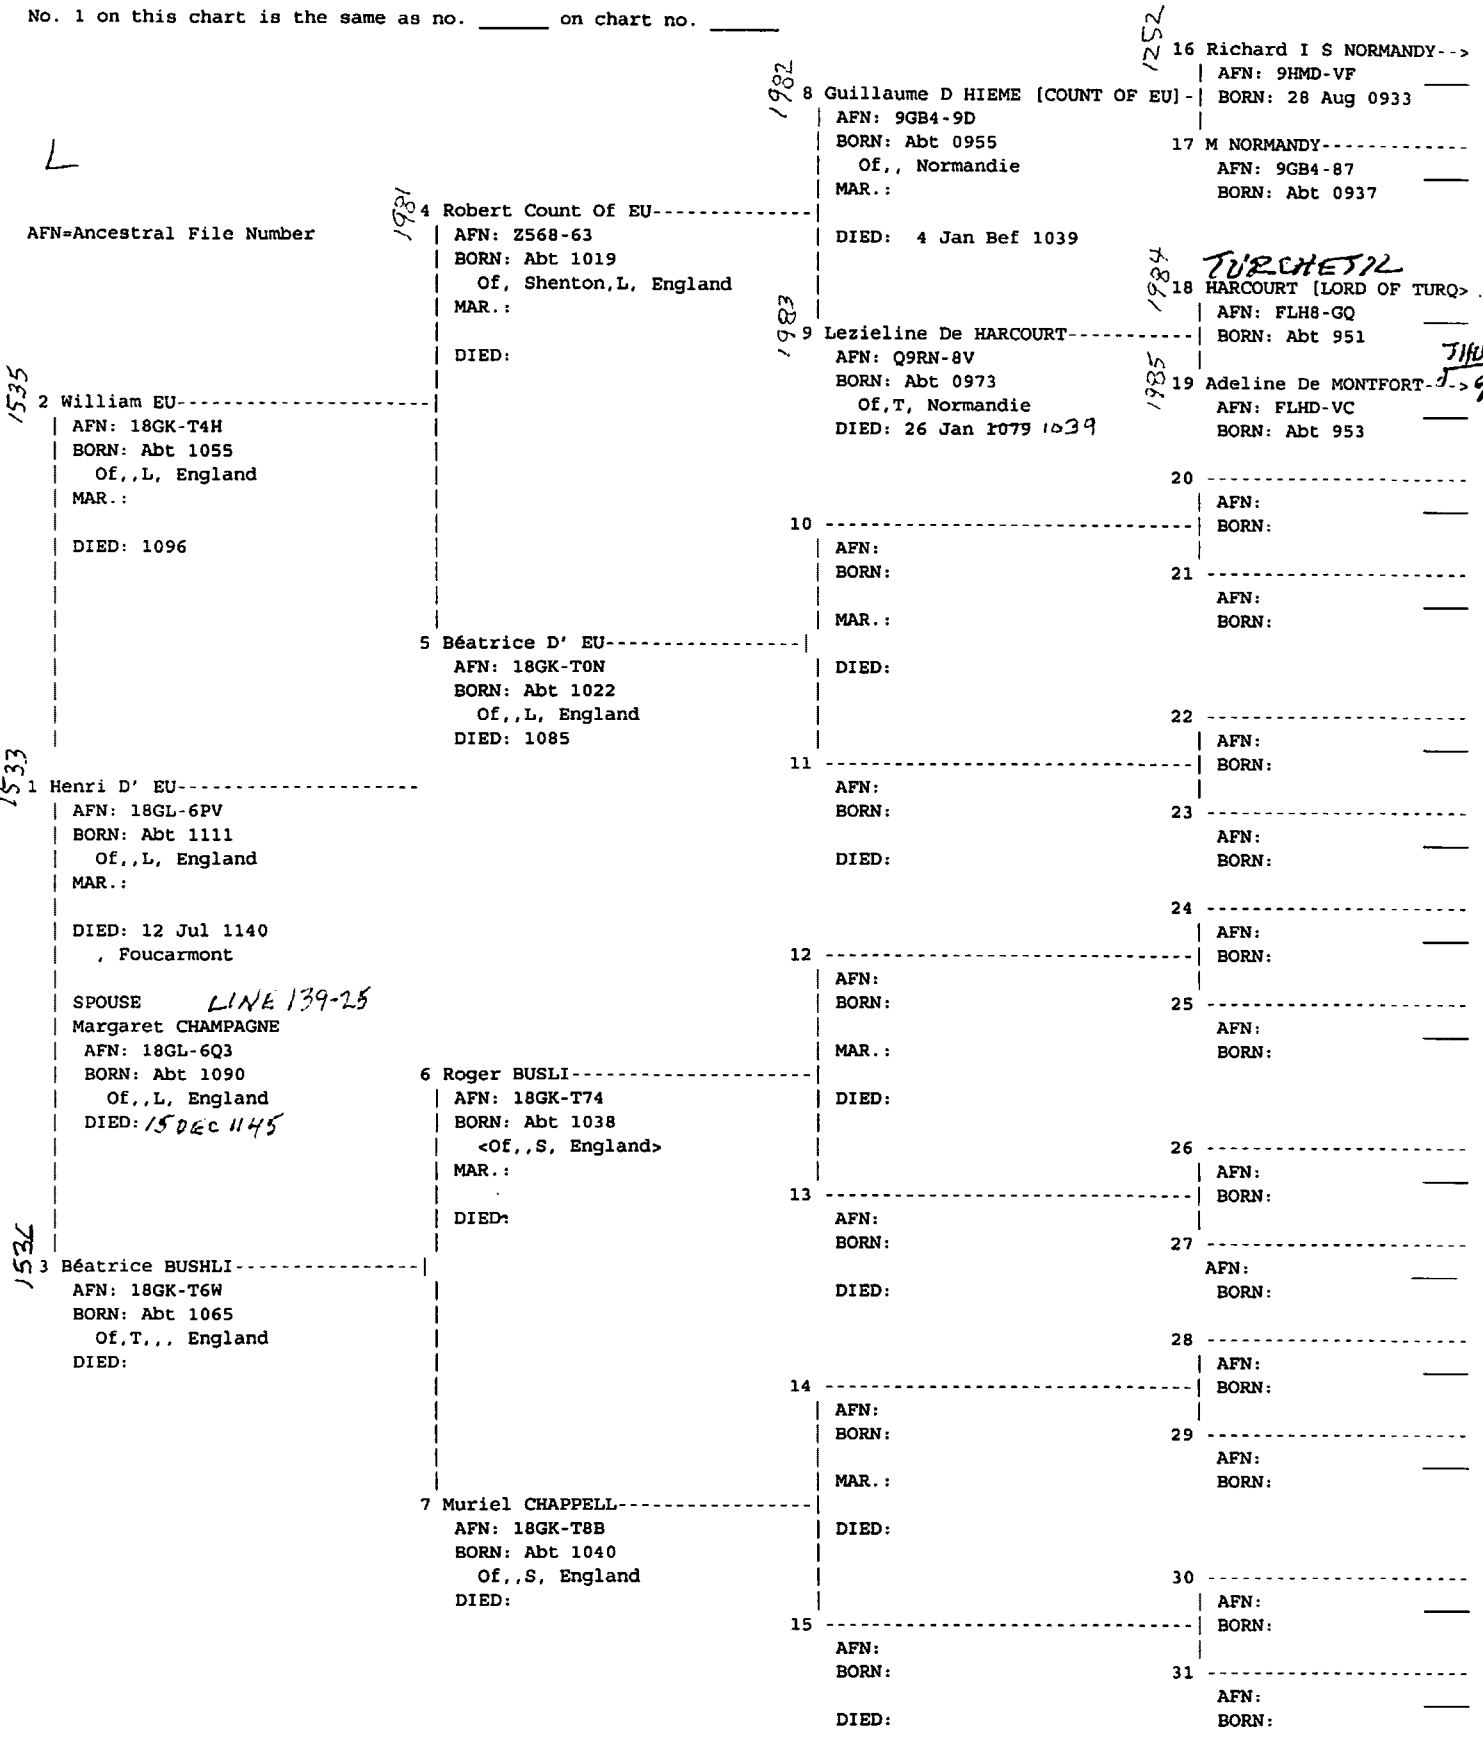 No. 1 on this chart is the same as no. ______ on chart no. ______
L
AFN=Ancestral File Number
1533
1 Henri D' EU--------------------
AFN: 18GL-6PV
BORN: Abt 1111
Of,,L, England
MAR.:
DIED: 12 Jul 1140
, Foucarmont
SPOUSE LINE 139-25
Margaret CHAMPAGNE
AFN: 18GL-6Q3
BORN: Abt 1090
Of,,L, England
DIED: 15 DEC 1145
1535
2 William EU---------------------
AFN: 18GK-T4H
BORN: Abt 1055
Of,,L, England
MAR.:
DIED: 1096
3 Béatrice BUSHLI----------------
AFN: 18GK-T6W
BORN: Abt 1065
Of,T,,, England
DIED:
1981
4 Robert Count Of EU-------------
AFN: Z568-63
BORN: Abt 1019
Of, Shenton,L, England
MAR.:
DIED:
5 Béatrice D' EU-----------------
AFN: 18GK-T0N
BORN: Abt 1022
Of,,L, England
DIED: 1085
6 Roger BUSLI--------------------
AFN: 18GK-T74
BORN: Abt 1038
<Of,,S, England>
MAR.:
DIED:
7 Muriel CHAPPELL----------------
AFN: 18GK-T8B
BORN: Abt 1040
Of,,S, England
DIED:
1982
8 Guillaume D HIEME [COUNT OF EU]-
AFN: 9GB4-9D
BORN: Abt 0955
Of,, Normandie
MAR.:
DIED: 4 Jan Bef 1039
1983
9 Lezieline De HARCOURT-----------
AFN: Q9RN-8V
BORN: Abt 0973
Of,T, Normandie
DIED: 26 Jan 1079 1039
10 -------------------------------
AFN:
BORN:
MAR.:
DIED:
11 -------------------------------
AFN:
BORN:
DIED:
12 -------------------------------
AFN:
BORN:
MAR.:
DIED:
13 -------------------------------
AFN:
BORN:
DIED:
14 -------------------------------
AFN:
BORN:
MAR.:
DIED:
15 -------------------------------
AFN:
BORN:
DIED:
1252
16 Richard I S NORMANDY-->
AFN: 9HMD-VF
BORN: 28 Aug 0933
17 M NORMANDY-------------
AFN: 9GB4-87
BORN: Abt 0937
1984
TURCHETIL
18 HARCOURT [LORD OF TURQ>
AFN: FLH8-GQ
BORN: Abt 951
1985
19 Adeline De MONTFORT--->
AFN: FLHD-VC
BORN: Abt 953
20 ----------------------
AFN:
BORN:
21 ----------------------
AFN:
BORN:
22 ----------------------
AFN:
BORN:
23 ----------------------
AFN:
BORN:
24 ----------------------
AFN:
BORN:
25 ----------------------
AFN:
BORN:
26 ----------------------
AFN:
BORN:
27 ----------------------
AFN:
BORN:
28 ----------------------
AFN:
BORN:
29 ----------------------
AFN:
BORN:
30 ----------------------
AFN:
BORN:
31 ----------------------
AFN:
BORN: